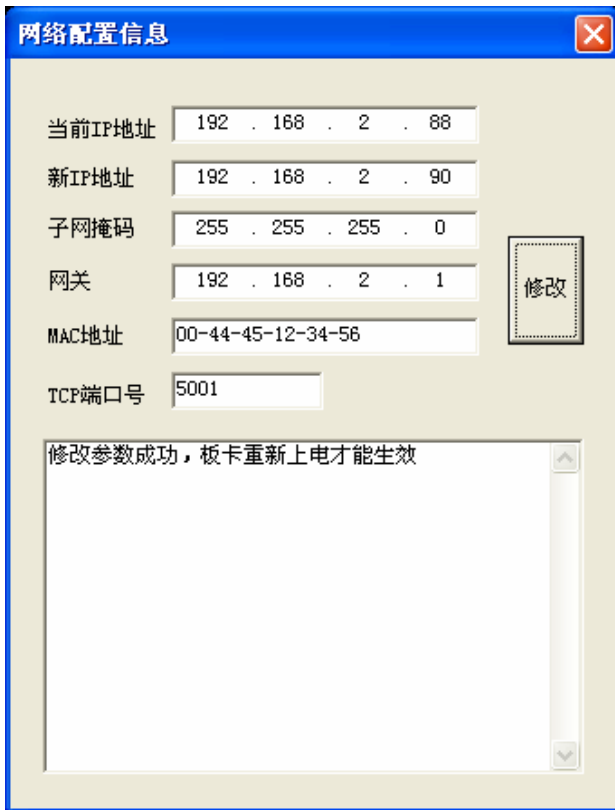 网络配置信息
当前IP地址 192 . 168 . 2 . 88
新IP地址 192 . 168 . 2 . 90
子网掩码 255 . 255 . 255 . 0
网关 192 . 168 . 2 . 1
修改
MAC地址 00-44-45-12-34-56
TCP端口号 5001
修改参数成功，板卡重新上电才能生效